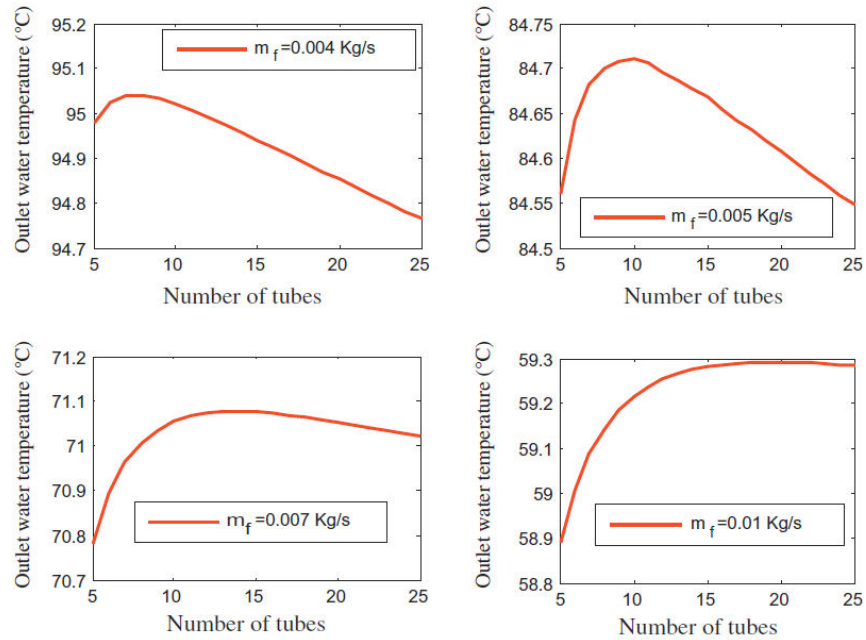 Outlet water temperature (°C)
95.2
95.1
95
94.9
94.8
94.7
m f=0.004 Kg/s
5 10 15 20 25
Number of tubes
Outlet water temperature (°C)
84.75
84.7
84.65
84.6
84.55
84.5
m f=0.005 Kg/s
5 10 15 20 25
Number of tubes
Outlet water temperature (°C)
71.2
71.1
71
70.9
70.8
70.7
m f=0.007 Kg/s
5 10 15 20 25
Number of tubes
Outlet water temperature (°C)
59.3
59.2
59.1
59
58.9
58.8
m f=0.01 Kg/s
5 10 15 20 25
Number of tubes